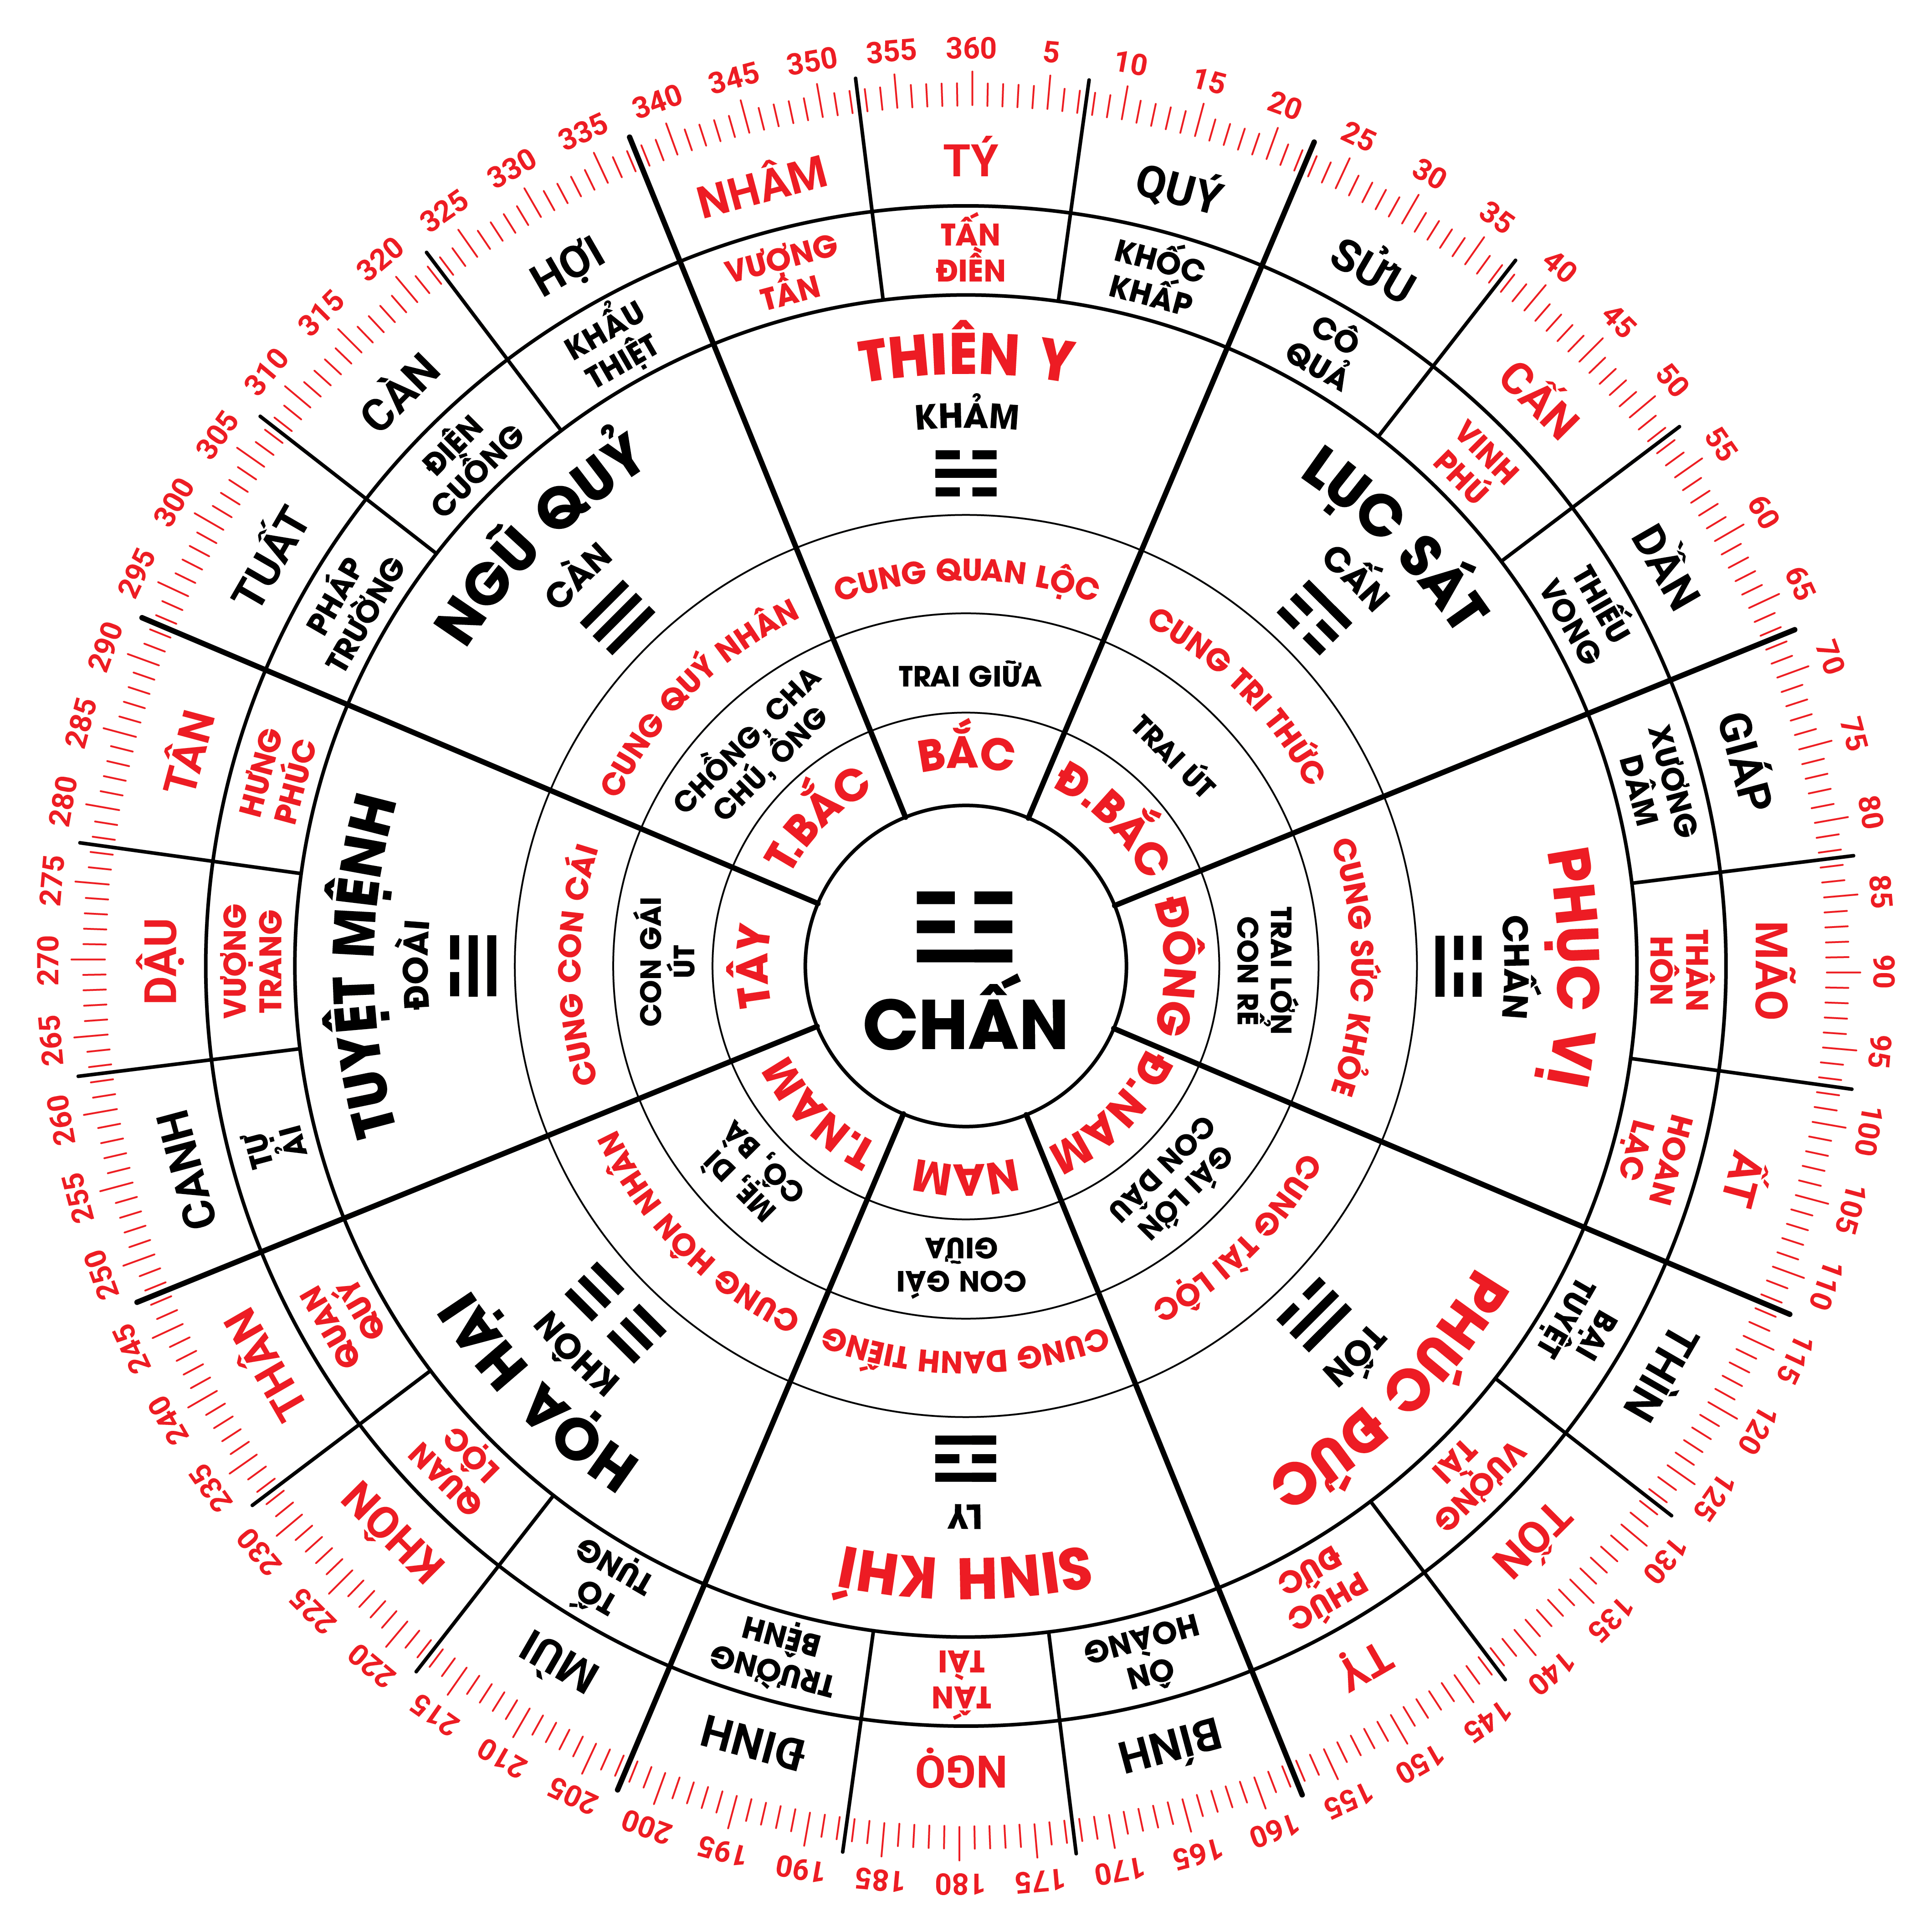 360
5
10
15
20
25
30
35
40
45
50
55
60
65
70
75
80
85
90
95
100
105
110
115
120
125
130
135
140
145
150
155
160
165
170
175
180
185
190
195
200
205
210
215
220
225
230
235
240
245
250
255
260
265
270
275
280
285
290
295
300
305
310
315
320
325
330
335
340
345
350
355
TÝ
QUÝ
SỬU
CẤN
DẦN
GIÁP
MÃO
ẤT
THÌN
TỐN
TỴ
BÍNH
NGỌ
ĐINH
MÙI
KHÔN
THÂN
CANH
DẬU
TÂN
TUẤT
CÀN
HỢI
NHÂM
TẤN
ĐIỀN
KHỐC
KHẤP
CÔ
QUẢ
VINH
PHÚ
THIẾU
VONG
XƯƠNG
DÂM
THÂN
HÔN
HOAN
LẠC
BẠI
TUYỆT
VƯỢNG
TÀI
PHÚC
ĐỨC
ÔN
HOÀNG
TẤN
TÀI
TRƯỜNG
BỆNH
TỐ
TỤNG
QUAN
LỘC
QUAN
QUÝ
TỰ
ẢI
VƯỢNG
TRANG
HƯNG
PHÚC
PHÁP
TRƯỜNG
ĐIÊN
CUỒNG
KHẨU
THIỆT
VƯỢNG
TÀN
THIÊN Y
KHẢM
LỤC SÁT
CẤN
PHỤC VỊ
CHẤN
PHÚC ĐỨC
TỐN
SINH KHÍ
LY
HỌA HẠI
KHÔN
TUYỆT MỆNH
ĐOÀI
NGŨ QUỶ
CÀN
CUNG QUAN LỘC
CUNG TRI THỨC
CUNG SỨC KHỎE
CUNG TÀI LỘC
CUNG DANH TIẾNG
CUNG HÔN NHÂN
CUNG CON CÁI
CUNG QUÝ NHÂN
TRAI GIỮA
TRAI ÚT
TRAI LỚN
CON RỂ
GÁI LỚN
CON DÂU
CON GÁI
GIỮA
MẸ, DÌ
CÔ, BÀ
CON GÁI
ÚT
CHỒNG, CHA
CHÚ, ÔNG
BẮC
Đ.BẮC
ĐÔNG
Đ.NAM
NAM
T.NAM
TÂY
T.BẮC
CHẤN